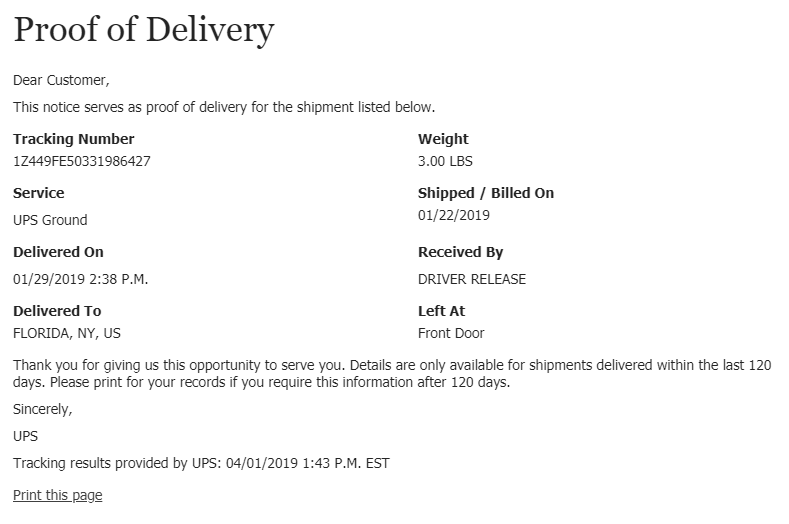 Proof of Delivery
Dear Customer,
This notice serves as proof of delivery for the shipment listed below.
Tracking Number
1Z449FE50331986427
Weight
3.00 LBS
Service
UPS Ground
Shipped / Billed On
01/22/2019
Delivered On
01/29/2019 2:38 P.M.
Received By
DRIVER RELEASE
Delivered To
FLORIDA, NY, US
Left At
Front Door
Thank you for giving us this opportunity to serve you. Details are only available for shipments delivered within the last 120
days. Please print for your records if you require this information after 120 days.
Sincerely,
UPS
Tracking results provided by UPS: 04/01/2019 1:43 P.M. EST
Print this page